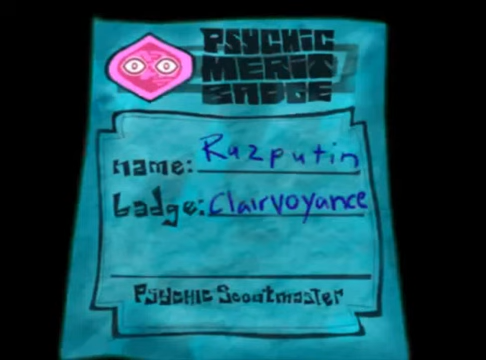 PSYCHIC
MERIT
BADGE
name: Razputin
badge: Clairvoyance
Psychic Scoutmaster